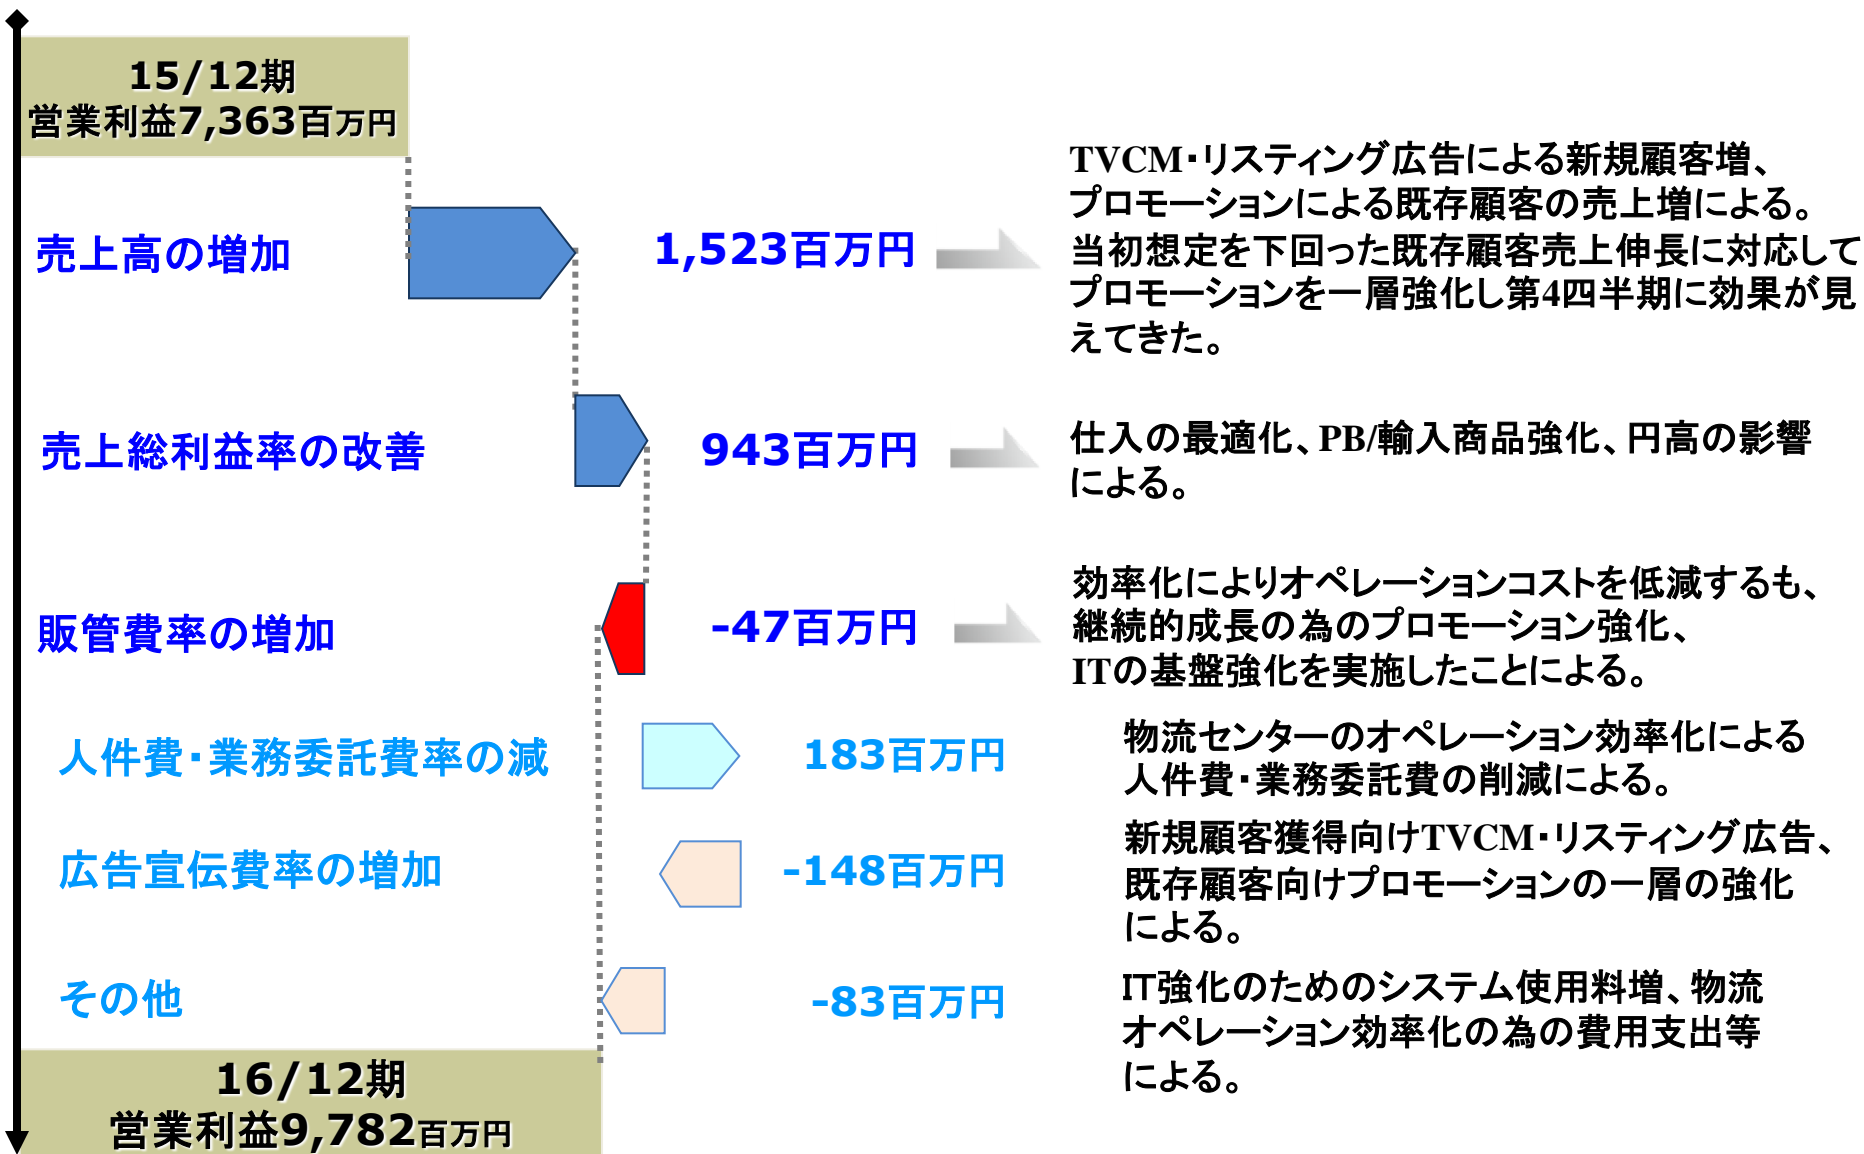 15/12期
営業利益7,363百万円
売上高の増加
1,523百万円
TVCM・リスティング広告による新規顧客増、
プロモーションによる既存顧客の売上増による。
当初想定を下回った既存顧客売上伸長に対応して
プロモーションを一層強化し第4四半期に効果が見
えてきた。
売上総利益率の改善
943百万円
仕入の最適化、PB/輸入商品強化、円高の影響
による。
販管費率の増加
-47百万円
効率化によりオペレーションコストを低減するも、
継続的成長の為のプロモーション強化、
ITの基盤強化を実施したことによる。
人件費・業務委託費率の減
183百万円
物流センターのオペレーション効率化による
人件費・業務委託費の削減による。
広告宣伝費率の増加
-148百万円
新規顧客獲得向けTVCM・リスティング広告、
既存顧客向けプロモーションの一層の強化
による。
その他
-83百万円
IT強化のためのシステム使用料増、物流
オペレーション効率化の為の費用支出等
による。
16/12期
営業利益9,782百万円